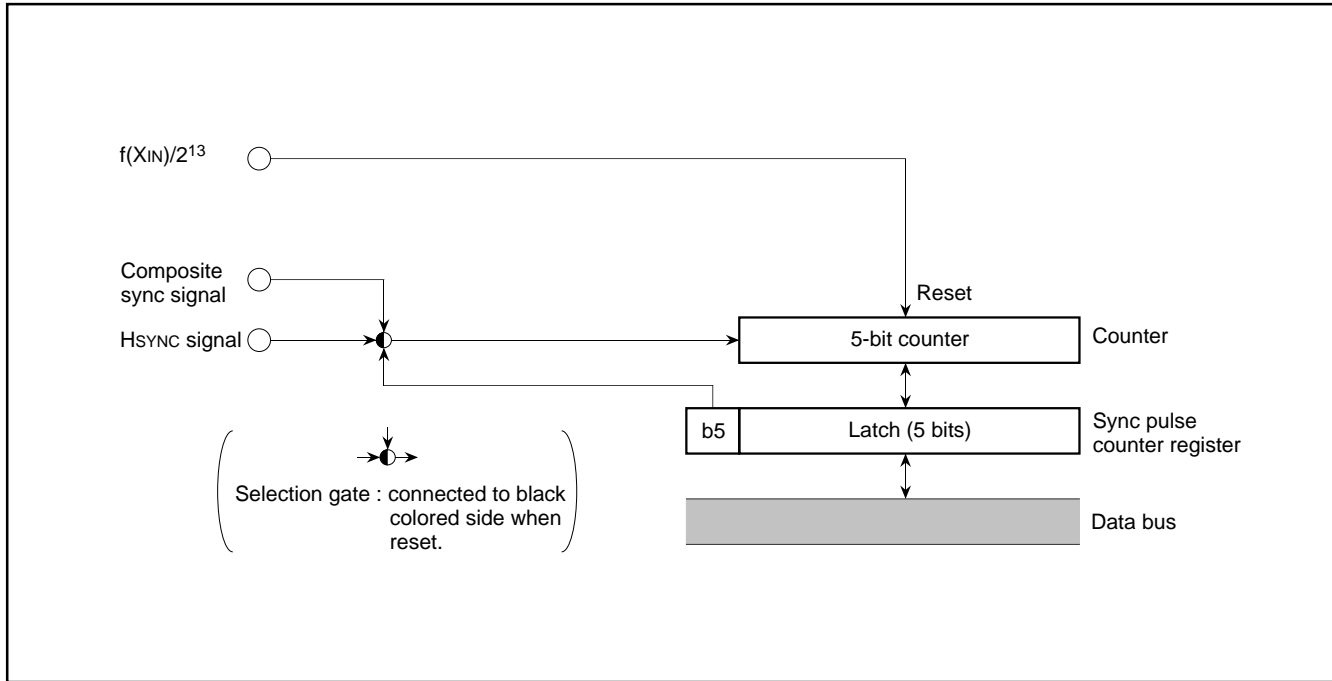 f(XIN)/2¹³
Composite
sync signal
Reset
HSYNC signal
5-bit counter
Counter
b5
Latch (5 bits)
Sync pulse
counter register
Selection gate : connected to black
colored side when
reset.
Data bus